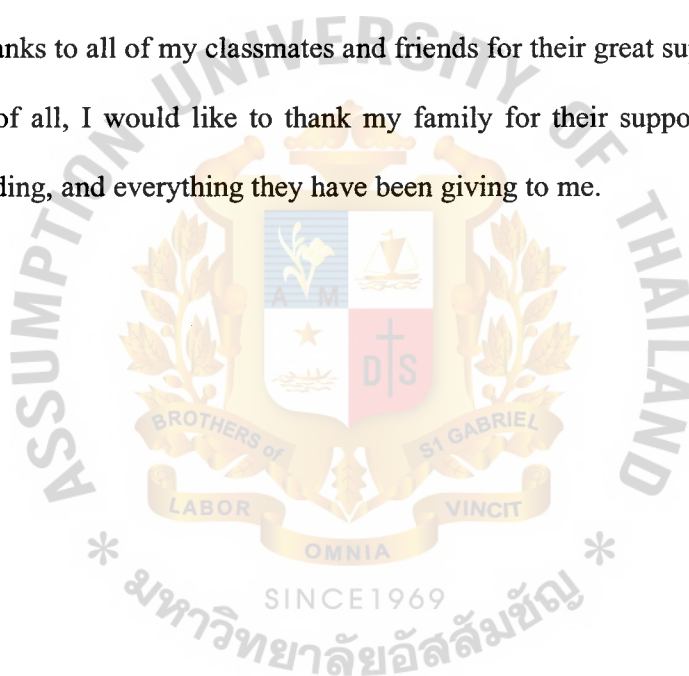 anks to all of my classmates and friends for their great su
of all, I would like to thank my family for their suppo
ding, and everything they have been giving to me.
ASSUMPTION UNIVERSITY OF THAILAND
A M
D S
BROTHERS of
S1 GABRIEL
LABOR
VINCIT
OMNIA
SINCE1969
* มหาวิทยาลัยอัสสัมชัญ *